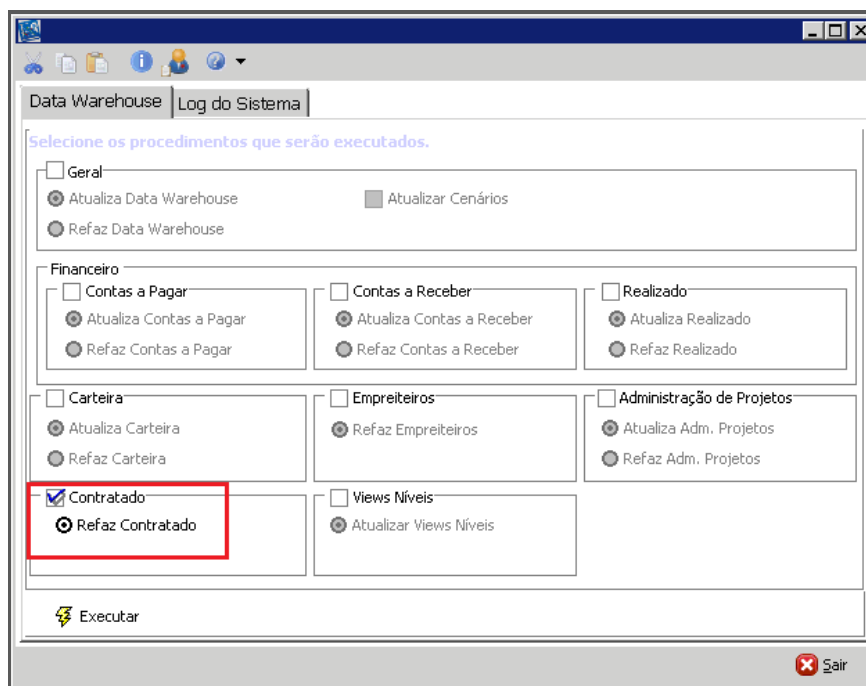 Data Warehouse Log do Sistema
Selecione os procedimentos que serão executados.
Geral
Atualiza Data Warehouse Atualizar Cenários
Refaz Data Warehouse
Financeiro
Contas a Pagar Contas a Receber Realizado
Atualiza Contas a Pagar Atualiza Contas a Receber Atualiza Realizado
Refaz Contas a Pagar Refaz Contas a Receber Refaz Realizado
Carteira Empreiteiros Administração de Projetos
Atualiza Carteira Refaz Empreiteiros Atualiza Adm. Projetos
Refaz Carteira Refaz Adm. Projetos
Contratado Views Níveis
Refaz Contratado Atualizar Views Níveis
Executar
Sair